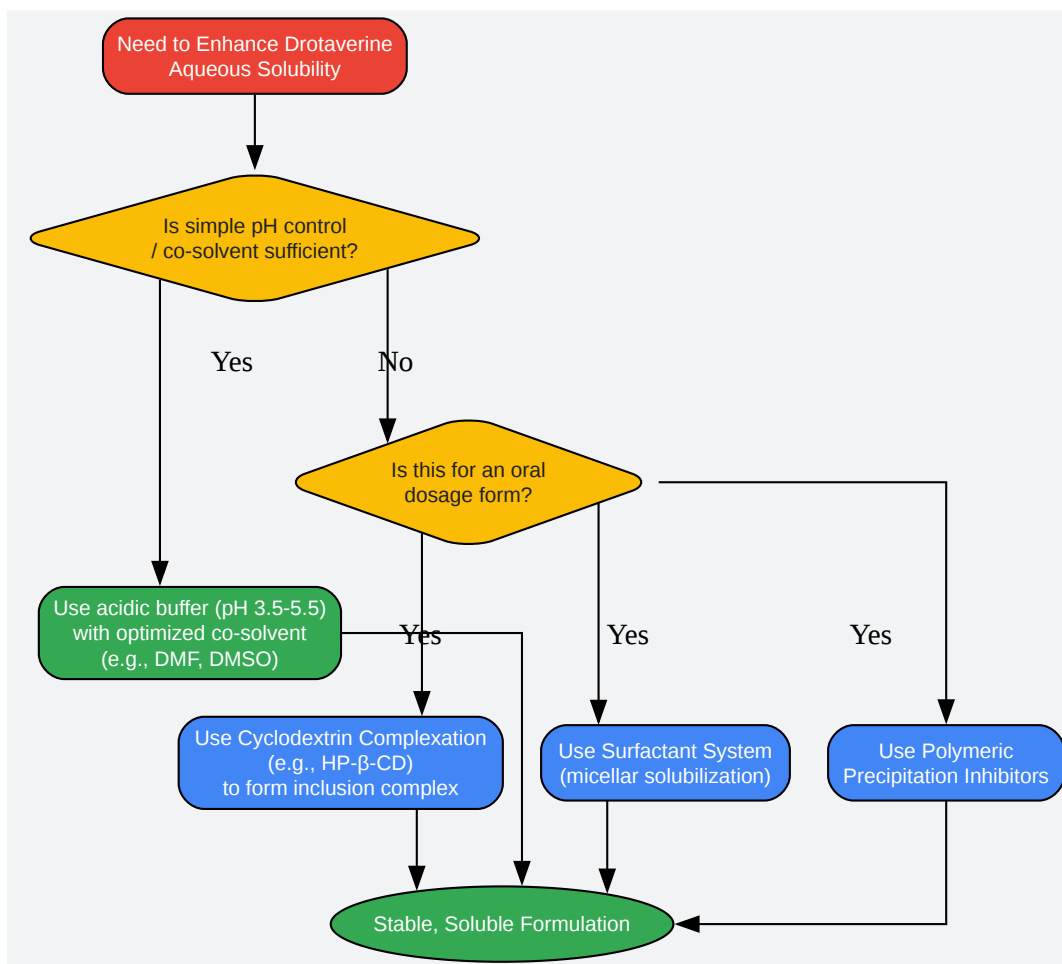 Need to Enhance Drotaverine
Aqueous Solubility
Is simple pH control
/ co-solvent sufficient?
Yes
No
Is this for an oral
dosage form?
Use acidic buffer (pH 3.5-5.5)
with optimized co-solvent
(e.g., DMF, DMSO)
Yes
Yes
Yes
Use Cyclodextrin Complexation
(e.g., HP-β-CD)
to form inclusion complex
Use Surfactant System
(micellar solubilization)
Use Polymeric
Precipitation Inhibitors
Stable, Soluble Formulation